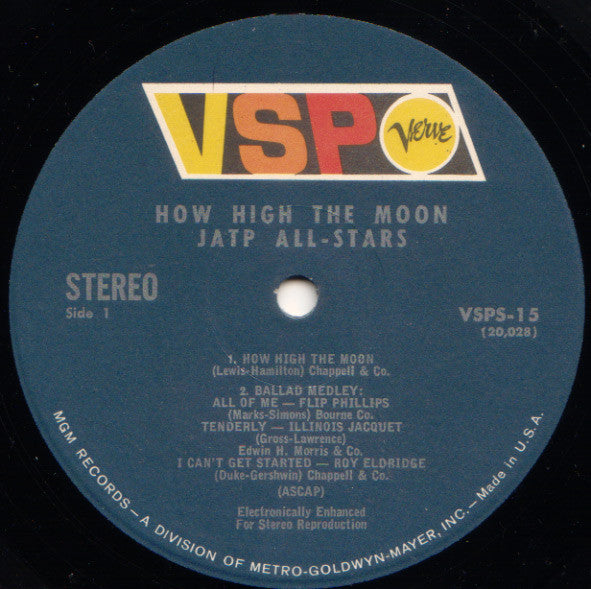 VSP
Verve
HOW HIGH THE MOON
JATP ALL-STARS
STEREO
Side 1
VSPS-15
(20,028)
1. HOW HIGH THE MOON
(Lewis-Hamilton) Chappell & Co.
2. BALLAD MEDLEY:
ALL OF ME — FLIP PHILLIPS
(Marks-Simons) Bourne Co.
TENDERLY — ILLINOIS JACQUET
(Gross-Lawrence)
Edwin H. Morris & Co.
I CAN'T GET STARTED — ROY ELDRIDGE
(Duke-Gershwin) Chappell & Co.
(ASCAP)
Electronically Enhanced
For Stereo Reproduction
MGM RECORDS—A DIVISION OF METRO-GOLDWYN-MAYER, INC.—Made in U.S.A.